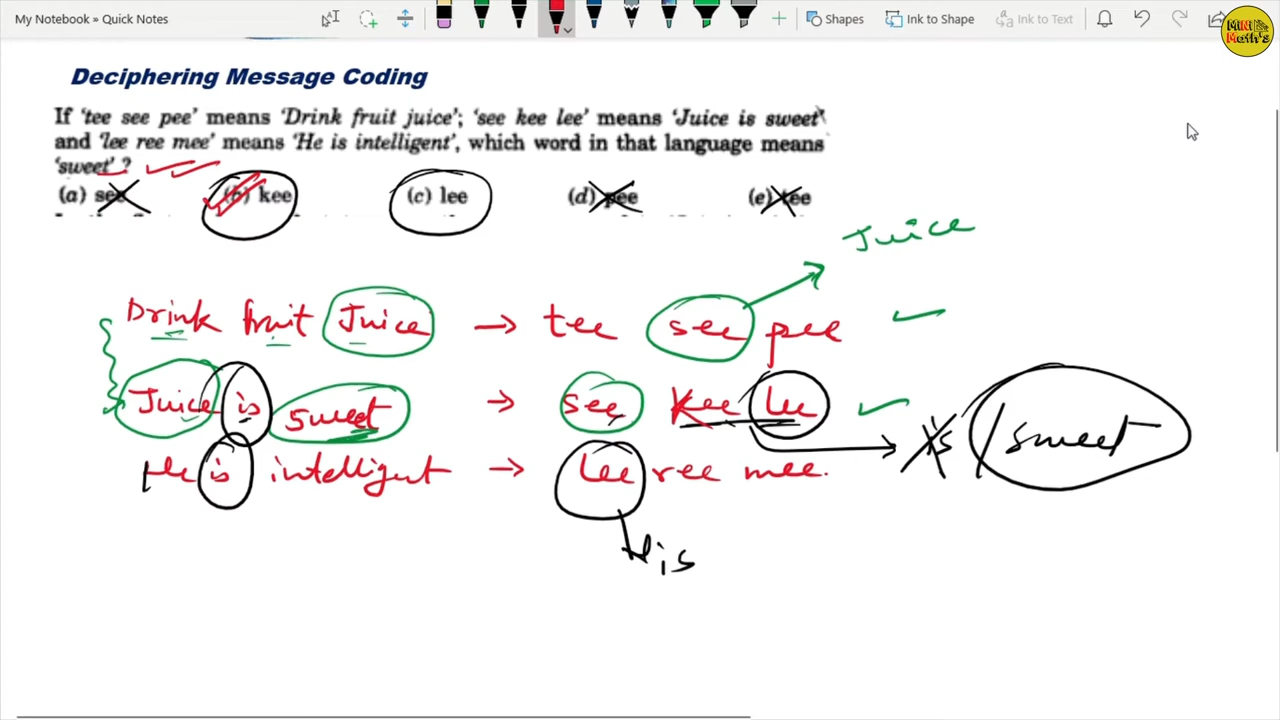 My Notebook » Quick Notes
Shapes
Ink to Shape
Ink to Text
MiNi
Math's
Deciphering Message Coding
If 'tee see pee' means 'Drink fruit juice'; 'see kee lee' means 'Juice is sweet'
and 'lee ree mee' means 'He is intelligent', which word in that language means
'sweet'?
(a) see (b) kee (c) lee (d) pee (e) tee
Juice
Drink fruit Juice → tee see pee
Juice is sweet → see kee lee is / sweet
He is intelligent → lee ree mee.
is